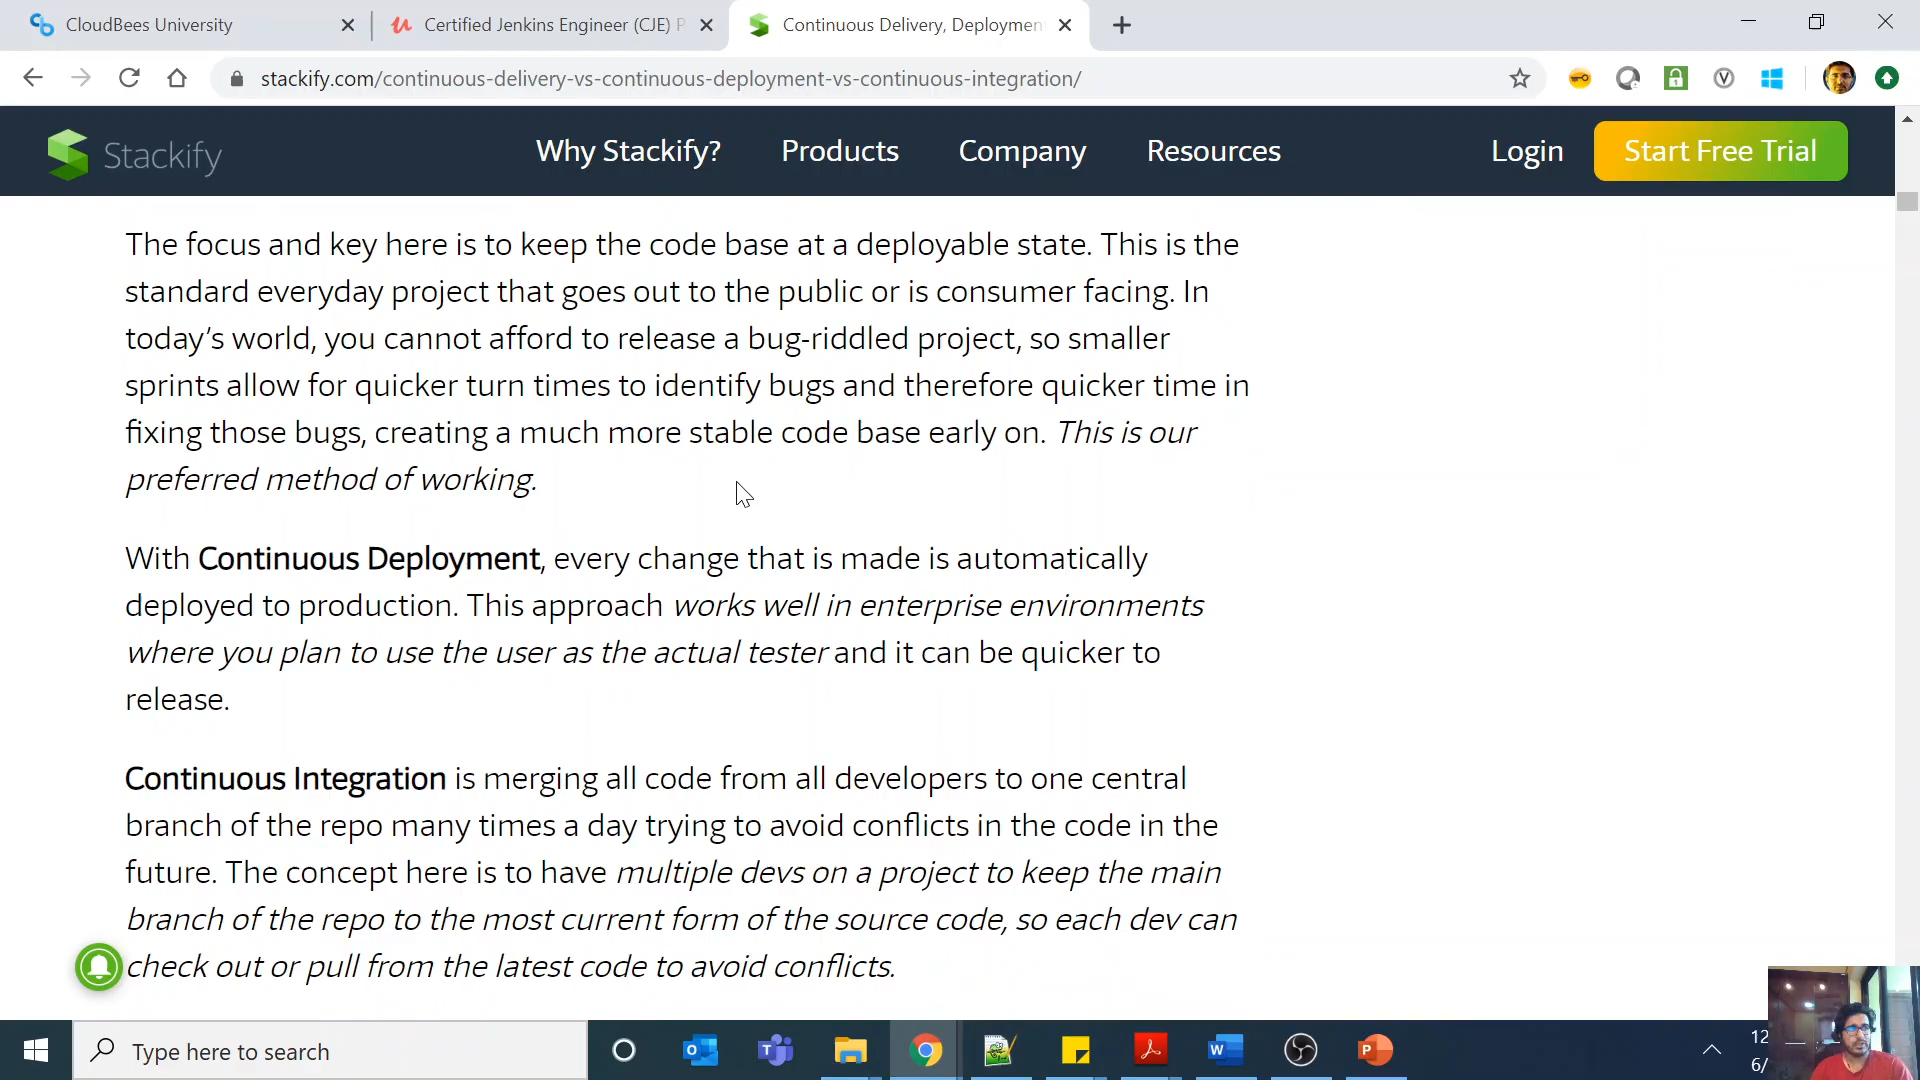 CloudBees University
Certified Jenkins Engineer (CJE) P
Continuous Delivery, Deploymen
stackify.com/continuous-delivery-vs-continuous-deployment-vs-continuous-integration/
Stackify
Why Stackify?
Products
Company
Resources
Login
Start Free Trial
The focus and key here is to keep the code base at a deployable state. This is the
standard everyday project that goes out to the public or is consumer facing. In
today's world, you cannot afford to release a bug-riddled project, so smaller
sprints allow for quicker turn times to identify bugs and therefore quicker time in
fixing those bugs, creating a much more stable code base early on. This is our
preferred method of working.
With Continuous Deployment, every change that is made is automatically
deployed to production. This approach works well in enterprise environments
where you plan to use the user as the actual tester and it can be quicker to
release.
Continuous Integration is merging all code from all developers to one central
branch of the repo many times a day trying to avoid conflicts in the code in the
future. The concept here is to have multiple devs on a project to keep the main
branch of the repo to the most current form of the source code, so each dev can
check out or pull from the latest code to avoid conflicts.
Type here to search
12
6/